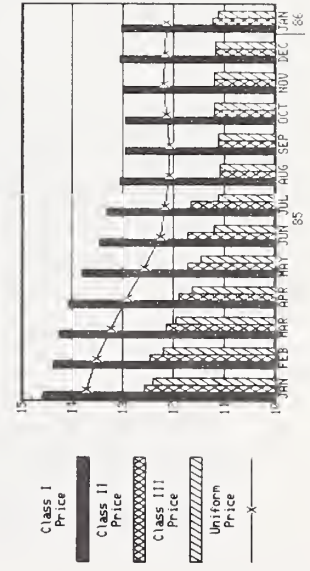 Class I
Price
Class II
Price
Class III
Price
Uniform
Price
15
14
13
12
11
10
JAN FEB MAR APR MAY JUN JUL AUG SEP OCT NOV DEC JAN
85 86